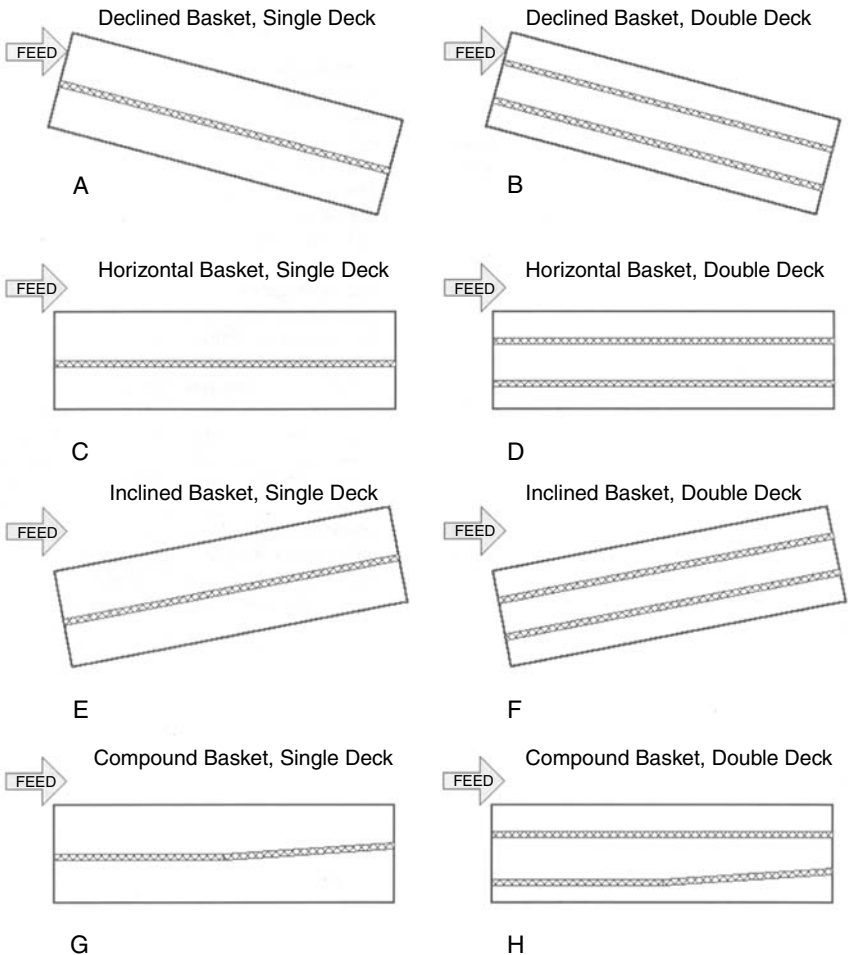 Declined Basket, Single Deck
Declined Basket, Double Deck
FEED
FEED
A
B
Horizontal Basket, Single Deck
Horizontal Basket, Double Deck
FEED
FEED
C
D
Inclined Basket, Single Deck
Inclined Basket, Double Deck
FEED
FEED
E
F
Compound Basket, Single Deck
Compound Basket, Double Deck
FEED
FEED
G
H